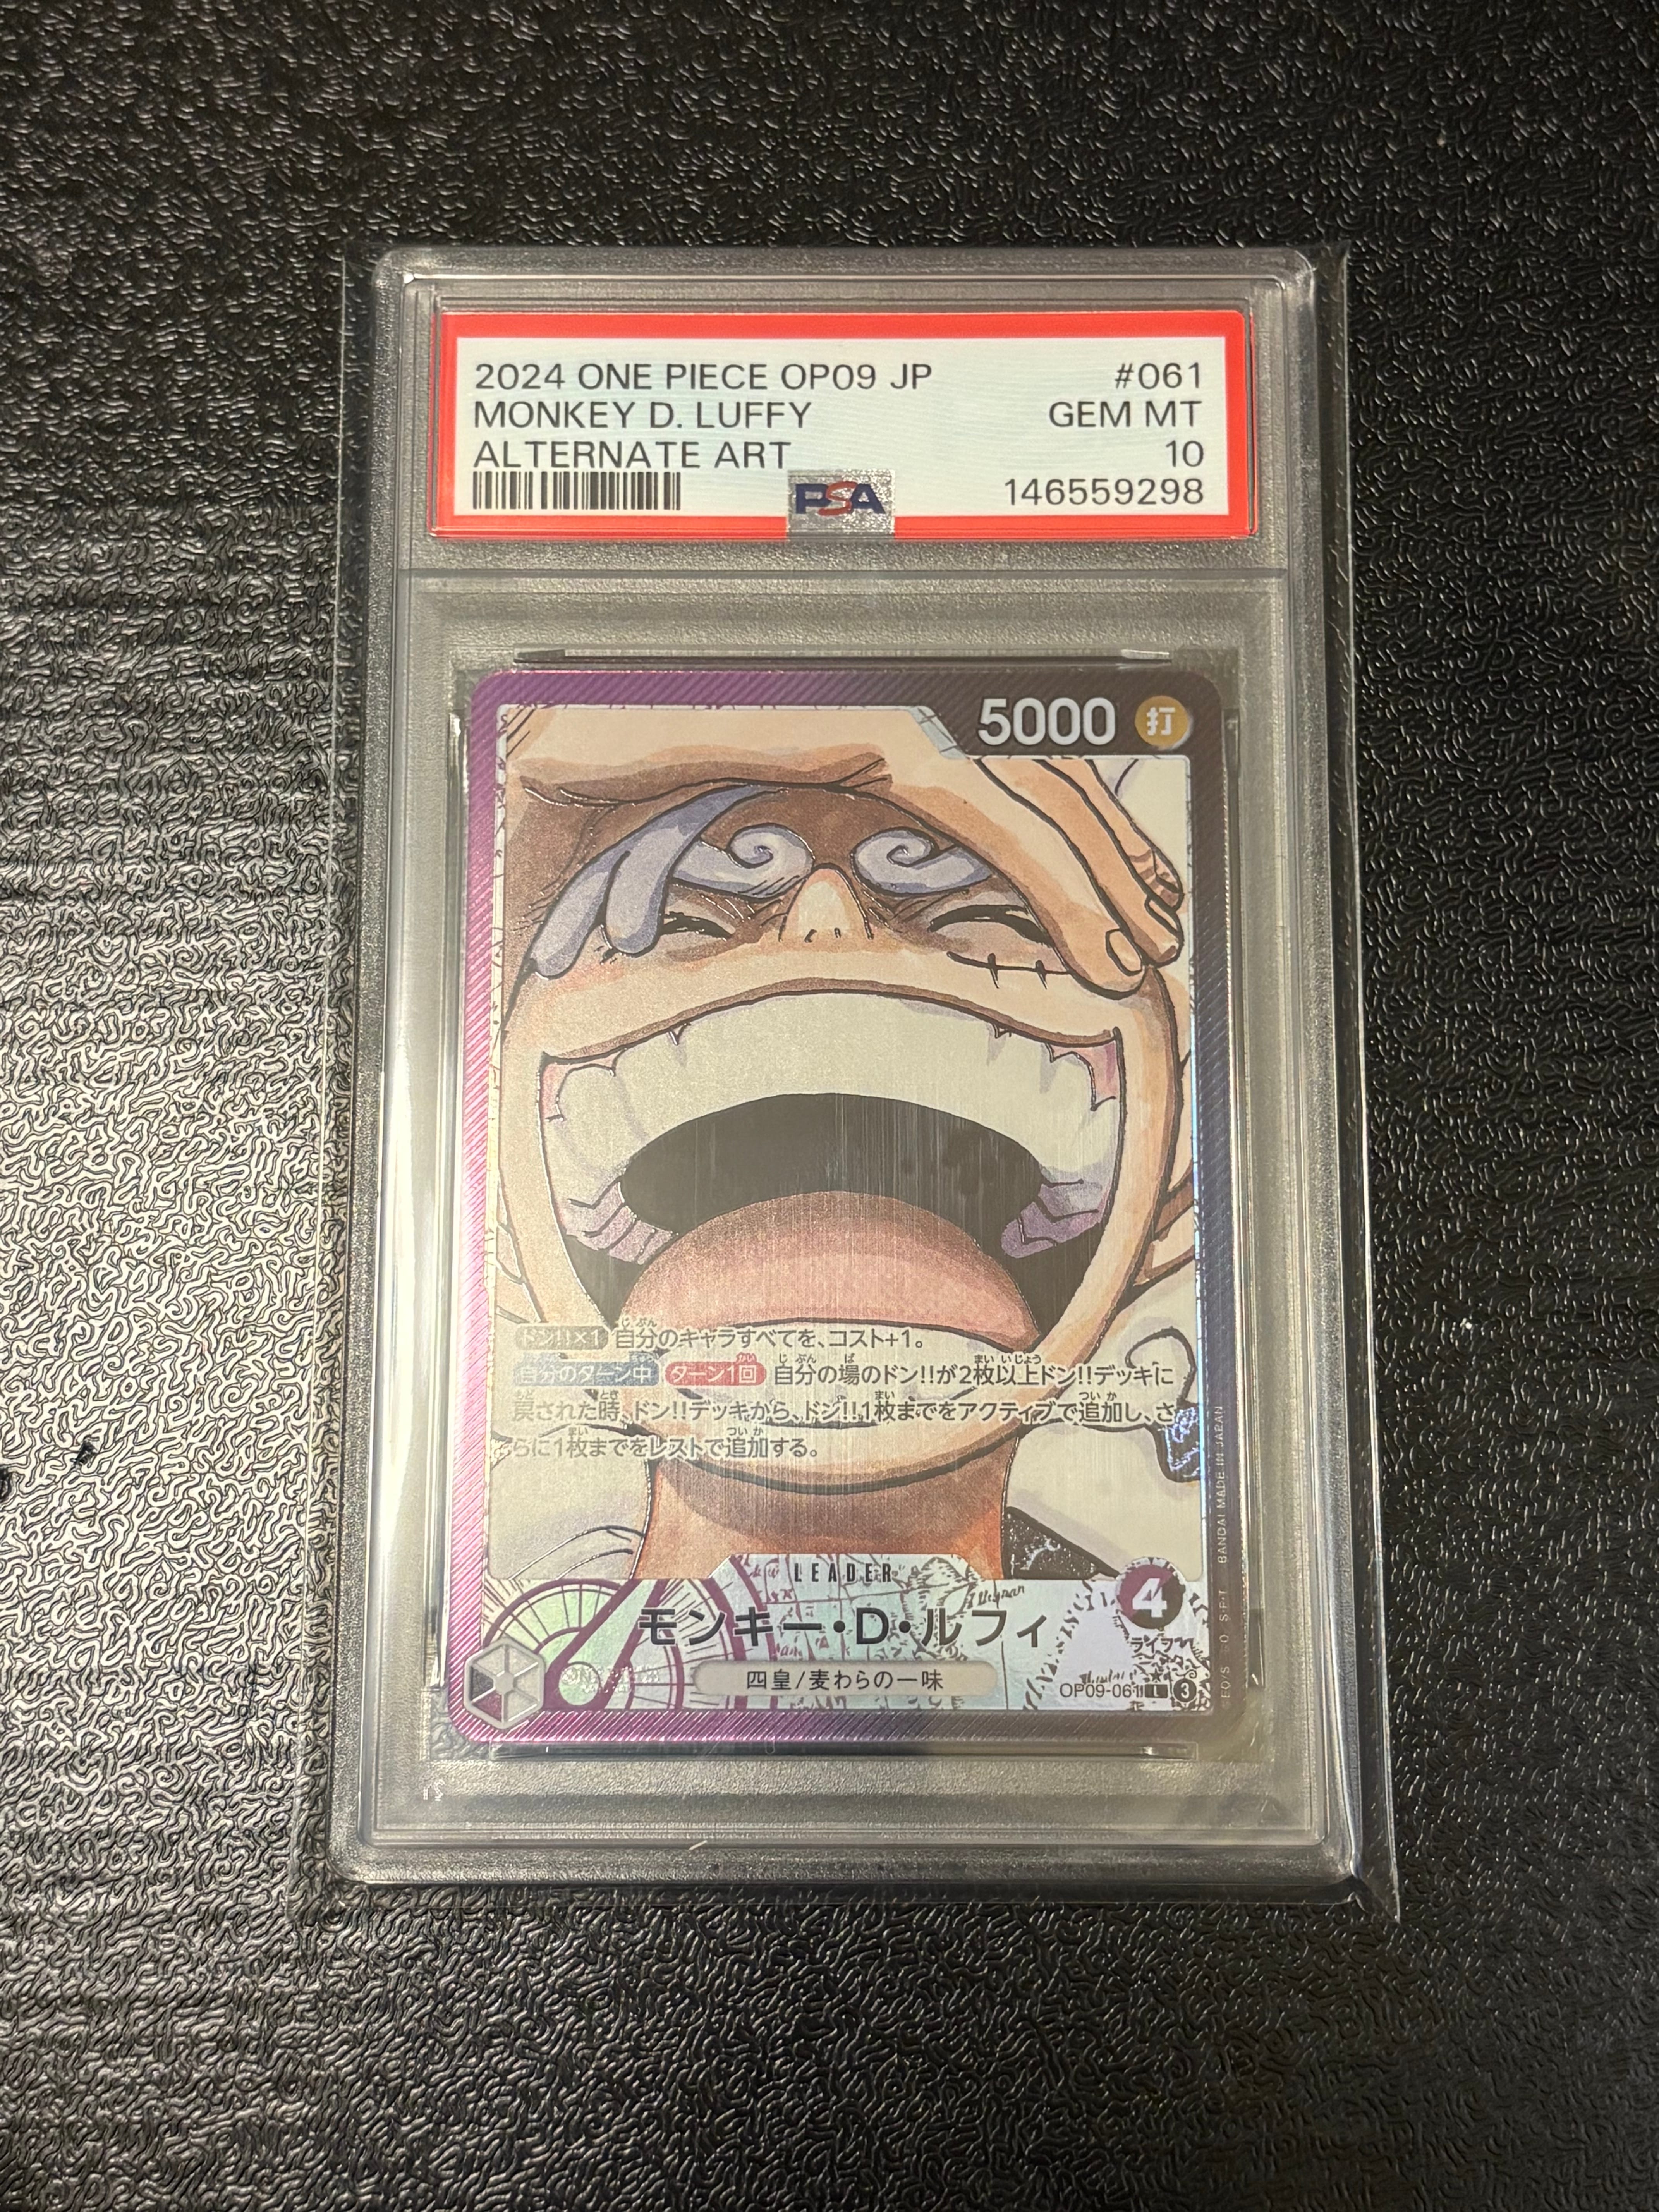 2024 ONE PIECE OP09 JP #061
MONKEY D. LUFFY GEM MT
ALTERNATE ART 10
PSA 146559298
5000 打
ドン!!×1 自分のキャラすべてを、コスト+1。
自分のターン中 ターン1回 自分の場のドン!!が2枚以上ドン!!デッキに
戻された時、ドン!!デッキから、ドン!!1枚までをアクティブで追加し、さ
らに1枚までをレストで追加する。
BANDAI MADE IN JAPAN
LEADER
モンキー・D・ルフィ
4
ライフ
四皇/麦わらの一味
OP09-061 L 3